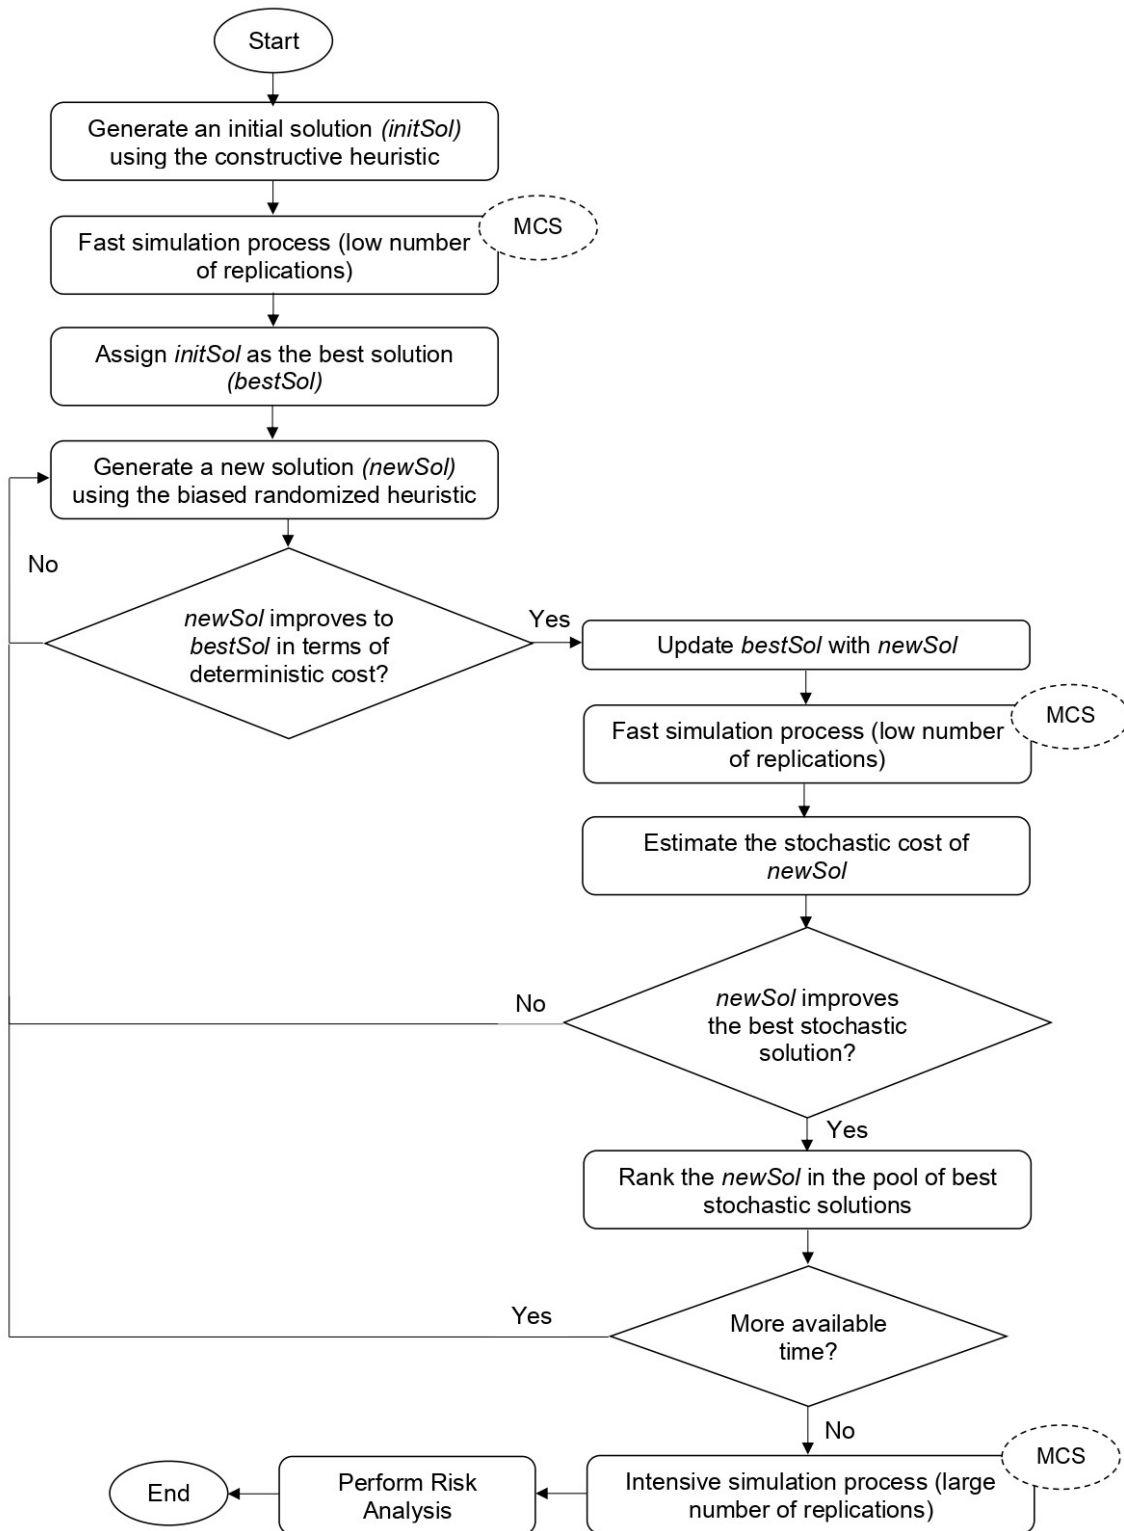 Start
Generate an initial solution (initSol)
using the constructive heuristic
MCS
Fast simulation process (low number
of replications)
Assign initSol as the best solution
(bestSol)
Generate a new solution (newSol)
using the biased randomized heuristic
No
newSol improves to
bestSol in terms of
deterministic cost?
Yes
Update bestSol with newSol
MCS
Fast simulation process (low number
of replications)
Estimate the stochastic cost of
newSol
No
newSol improves
the best stochastic
solution?
Yes
Rank the newSol in the pool of best
stochastic solutions
Yes
More available
time?
No
MCS
Intensive simulation process (large
number of replications)
Perform Risk
Analysis
End